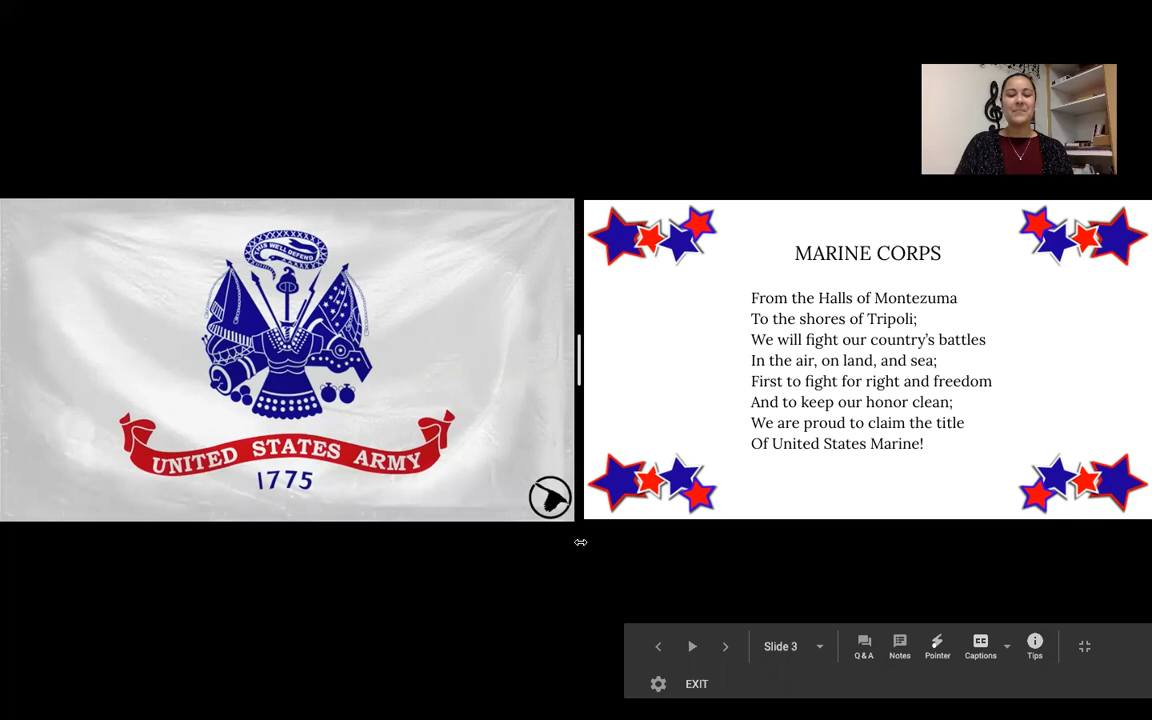 THIS WE'LL DEFEND
UNITED STATES ARMY
1775
MARINE CORPS
From the Halls of Montezuma
To the shores of Tripoli;
We will fight our country’s battles
In the air, on land, and sea;
First to fight for right and freedom
And to keep our honor clean;
We are proud to claim the title
Of United States Marine!
Slide 3
Q & A
Notes
Pointer
CC
Captions
Tips
EXIT